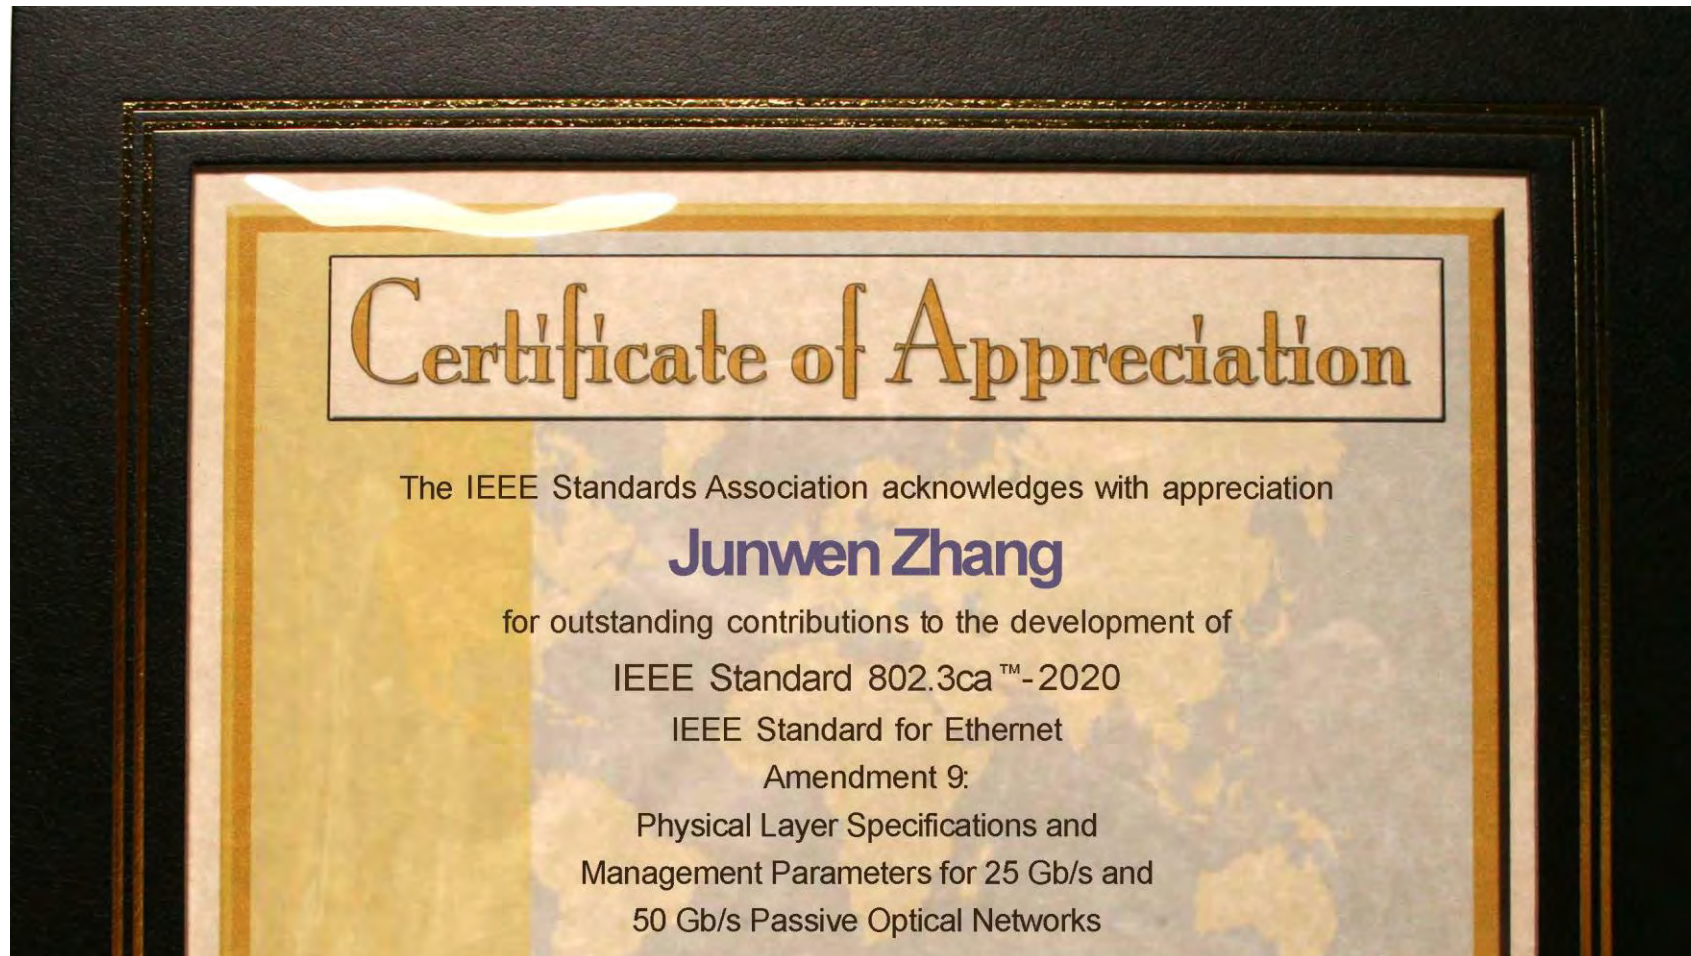 Certificate of Appreciation
The IEEE Standards Association acknowledges with appreciation
Junwen Zhang
for outstanding contributions to the development of
IEEE Standard 802.3ca™-2020
IEEE Standard for Ethernet
Amendment 9:
Physical Layer Specifications and
Management Parameters for 25 Gb/s and
50 Gb/s Passive Optical Networks